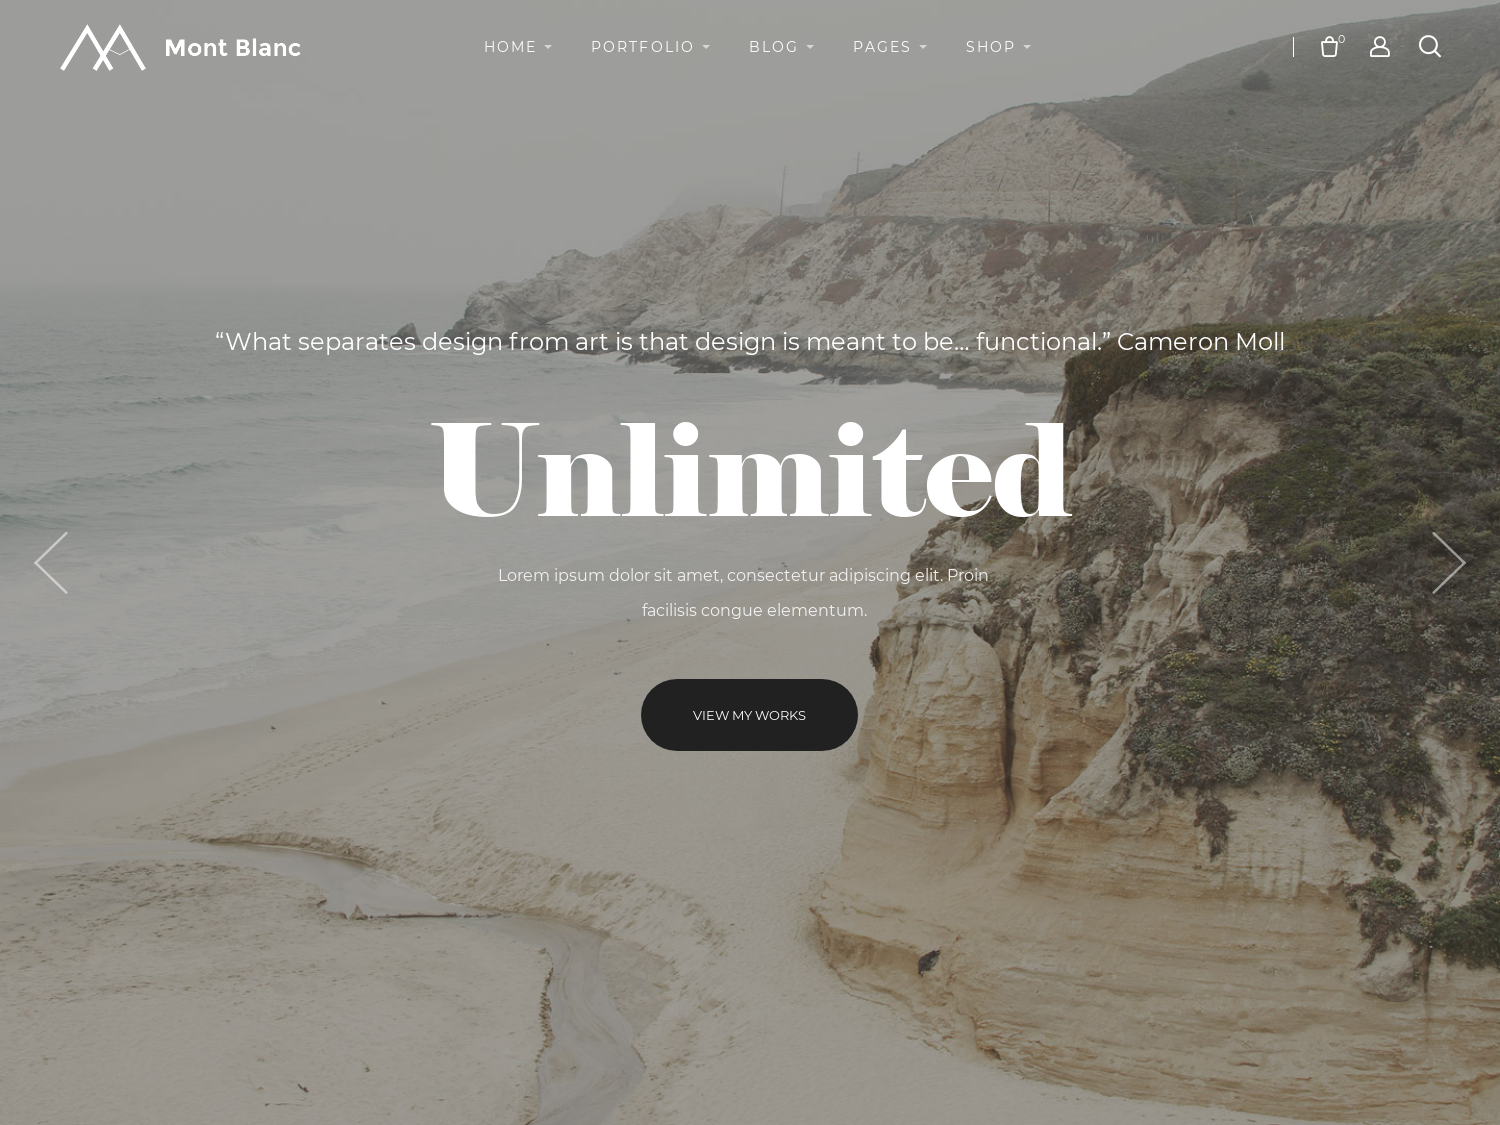 Mont Blanc
HOME PORTFOLIO BLOG PAGES SHOP
0
“What separates design from art is that design is meant to be... functional.” Cameron Moll
Unlimited
Lorem ipsum dolor sit amet, consectetur adipiscing elit. Proin
facilisis congue elementum.
VIEW MY WORKS